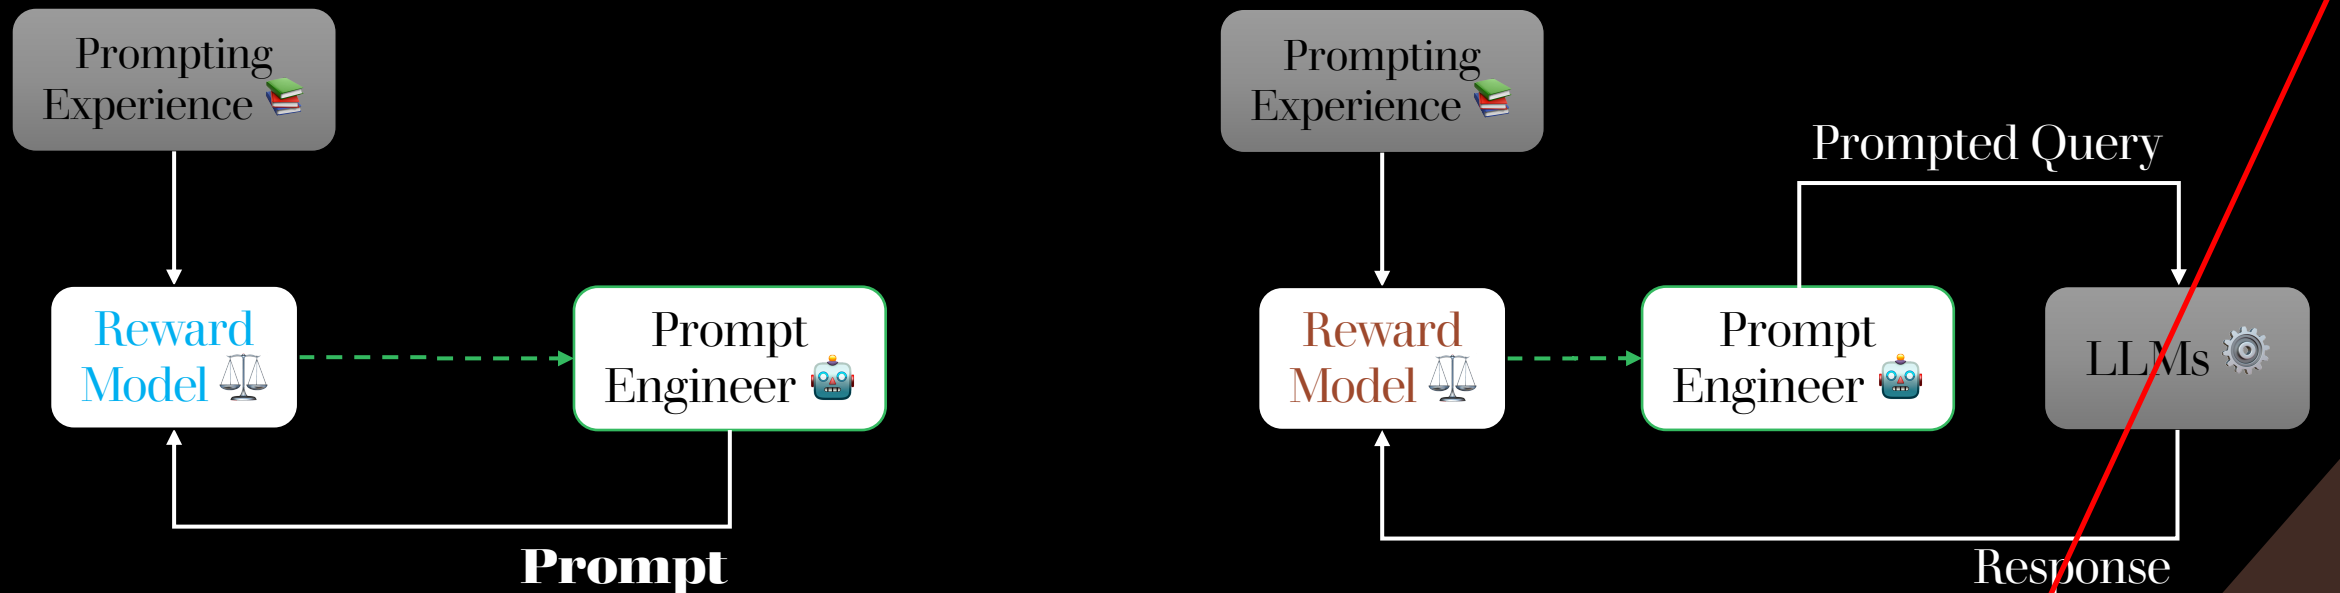 Prompting
Experience
Reward
Model
Prompt
Engineer
Prompt
Prompting
Experience
Prompted Query
Reward
Model
Prompt
Engineer
LLMs
Response